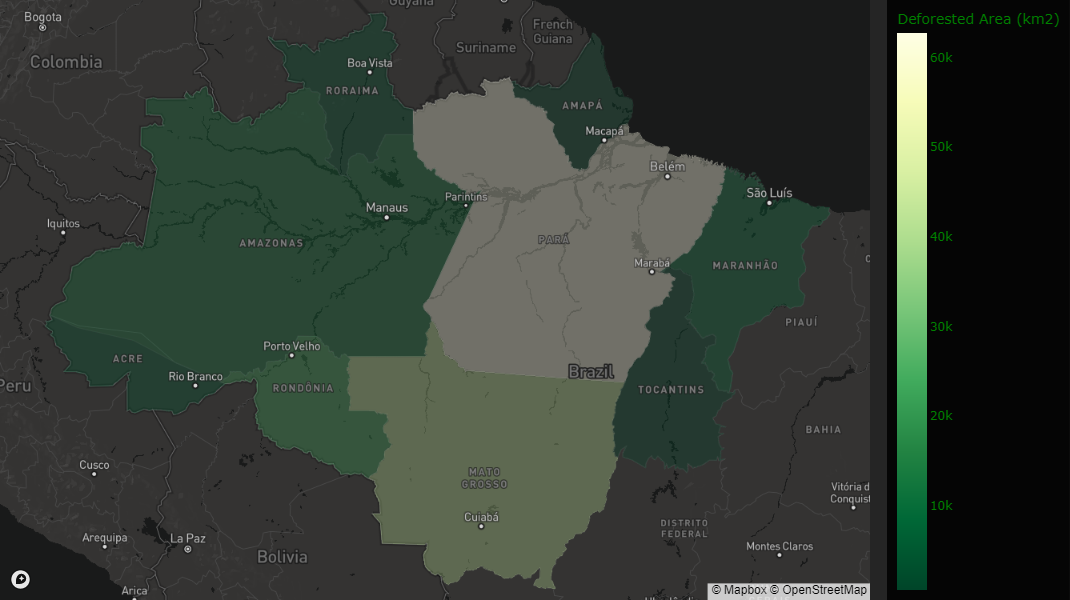 Bogota
Guyana
French
Guiana
Suriname
Colombia
Boa Vista
RORAIMA
AMAPÁ
Macapá
Belém
São Luís
Parintins
Manaus
Iquitos
AMAZONAS
PARÁ
Marabá
MARANHÃO
PIAUÍ
Porto Velho
ACRE
Rio Branco
Peru
RONDÔNIA
Brazil
TOCANTINS
BAHIA
Cusco
MATO
GROSSO
Cuiabá
Vitória d
Conquist
DISTRITO
FEDERAL
Arequipa
La Paz
Bolivia
Montes Claros
Arica
© Mapbox © OpenStreetMap
Deforested Area (km2)
60k
50k
40k
30k
20k
10k